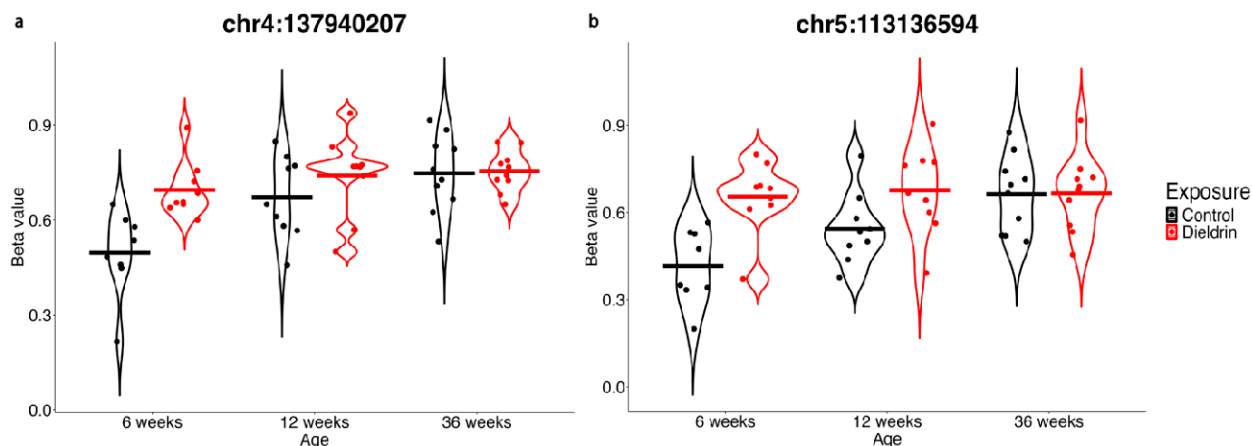 a
chr4:137940207
Beta value
0.9
0.6
0.3
0.0
6 weeks
12 weeks
36 weeks
Age
b
chr5:113136594
Beta value
0.9
0.6
0.3
0.0
6 weeks
12 weeks
36 weeks
Age
Exposure
Control
Dieldrin